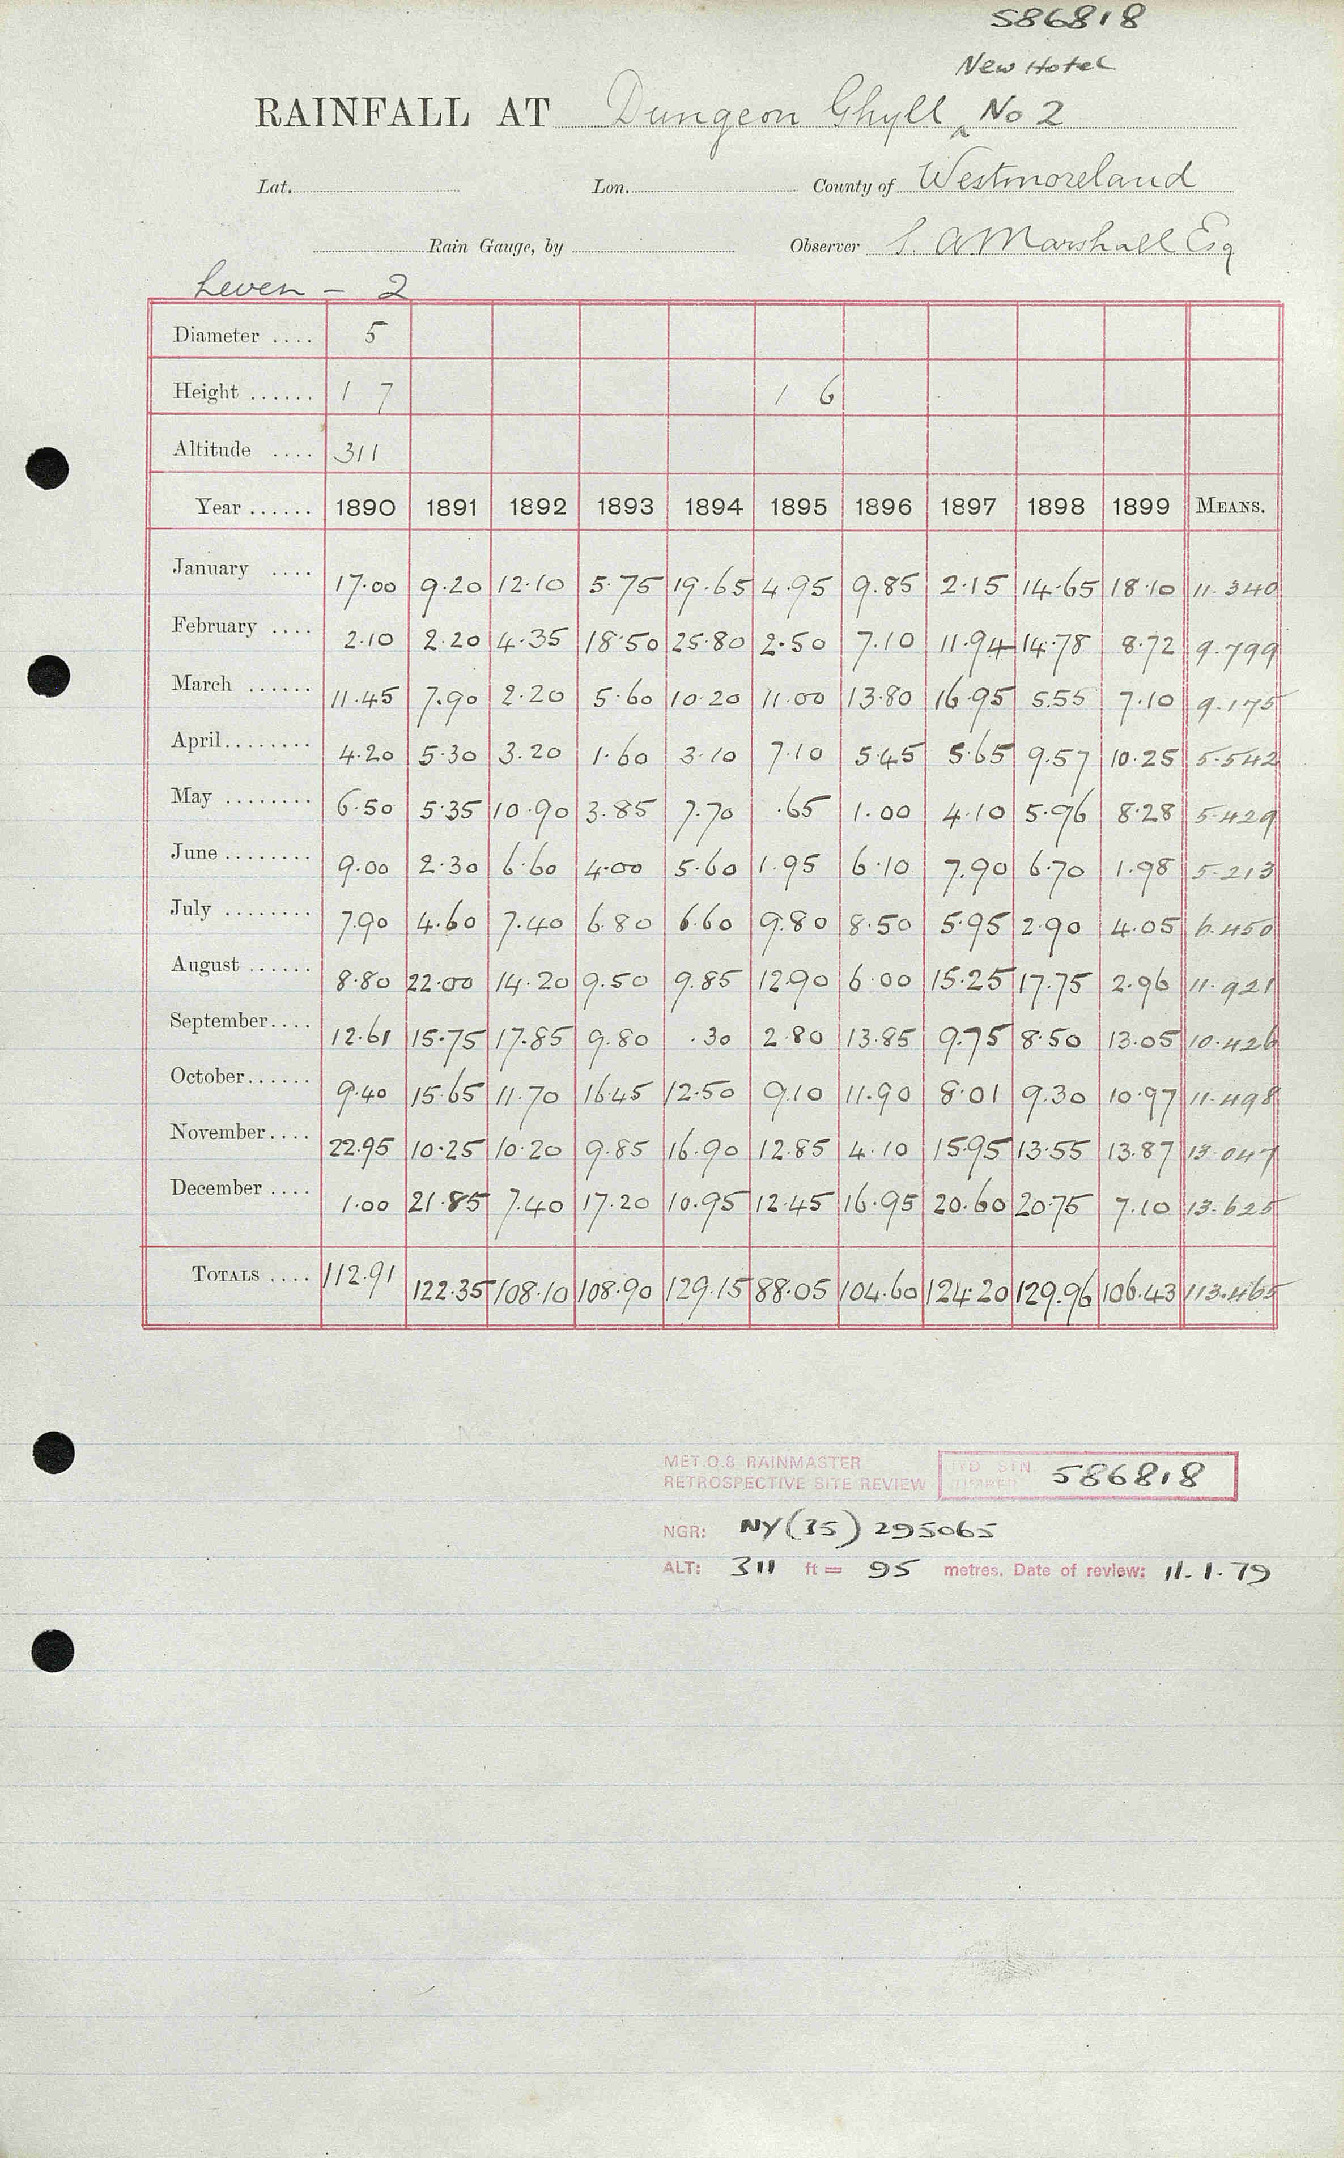 586818
New Hotel
RAINFALL AT Dungeon Ghyll ^ No 2
Lat. Lon. County of Westmoreland
Rain Gauge, by Observer S. A Marshall Esq
Leven - 2
Diameter .... 5
Height ...... 1 7 1 6
Altitude .... 311
Year ...... 1890 1891 1892 1893 1894 1895 1896 1897 1898 1899 MEANS.
January .... 17.00 9.20 12.10 5.75 19.65 4.95 9.85 2.15 14.65 18.10 11.340
February .... 2.10 2.20 4.35 18.50 25.80 2.50 7.10 11.94 14.78 8.72 9.799
March ...... 11.45 7.90 2.20 5.60 10.20 11.00 13.80 16.95 5.55 7.10 9.175
April........ 4.20 5.30 3.20 1.60 3.10 7.10 5.45 5.65 9.57 10.25 5.542
May ........ 6.50 5.35 10.90 3.85 7.70 .65 1.00 4.10 5.96 8.28 5.429
June ........ 9.00 2.30 6.60 4.00 5.60 1.95 6.10 7.90 6.70 1.98 5.213
July ........ 7.90 4.60 7.40 6.80 6.60 9.80 8.50 5.95 2.90 4.05 6.450
August ...... 8.80 22.00 14.20 9.50 9.85 12.90 6.00 15.25 17.75 2.96 11.921
September.... 12.61 15.75 17.85 9.80 .30 2.80 13.85 9.75 8.50 13.05 10.426
October...... 9.40 15.65 11.70 16.45 12.50 9.10 11.90 8.01 9.30 10.97 11.498
November.... 22.95 10.25 10.20 9.85 16.90 12.85 4.10 15.95 13.55 13.87 13.047
December .... 1.00 21.85 7.40 17.20 10.95 12.45 16.95 20.60 20.75 7.10 13.625
TOTALS .... 112.91 122.35 108.10 108.90 129.15 88.05 104.60 124.20 129.96 106.43 113.465
MET.O.8 RAINMASTER
RETROSPECTIVE SITE REVIEW
HYD STN.
NUMBER 586818
NGR: NY (35) 295065
ALT: 311 ft = 95 metres. Date of review: 11.1.79